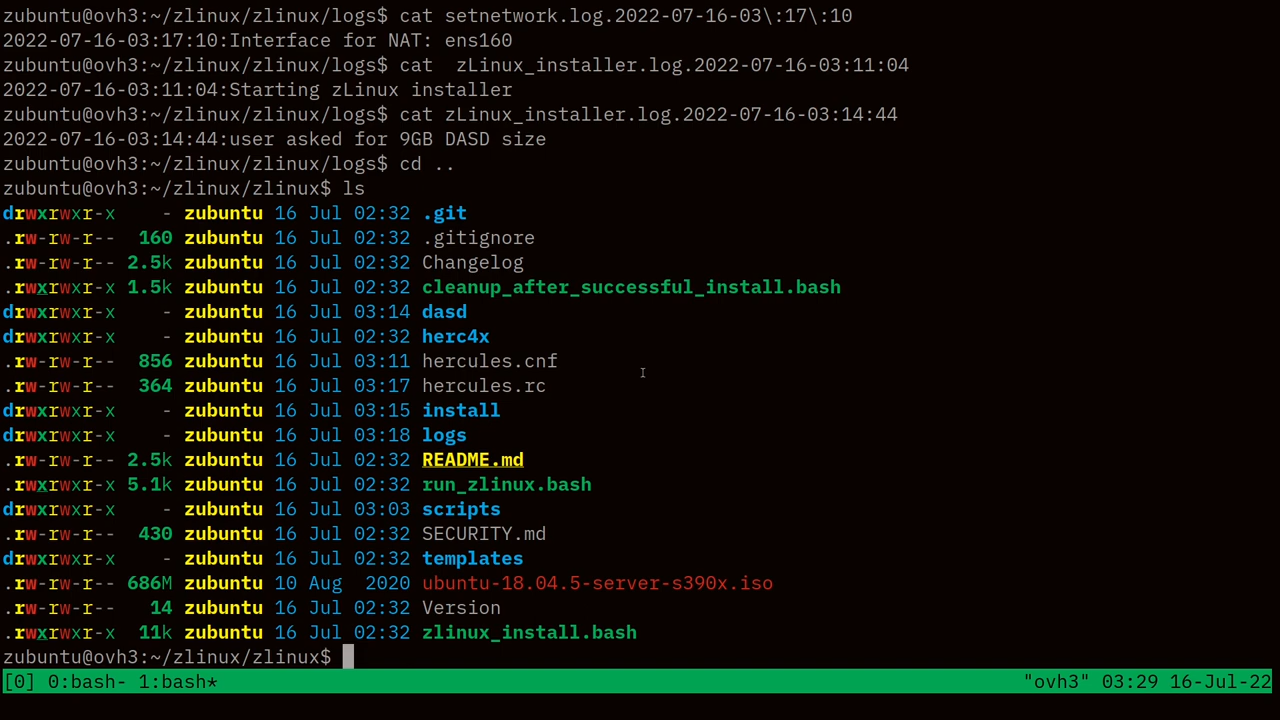 zubuntu@ovh3:~/zlinux/zlinux/logs$ cat setnetwork.log.2022-07-16-03\:17\:10
2022-07-16-03:17:10:Interface for NAT: ens160
zubuntu@ovh3:~/zlinux/zlinux/logs$ cat  zLinux_installer.log.2022-07-16-03:11:04
2022-07-16-03:11:04:Starting zLinux installer
zubuntu@ovh3:~/zlinux/zlinux/logs$ cat zLinux_installer.log.2022-07-16-03:14:44
2022-07-16-03:14:44:user asked for 9GB DASD size
zubuntu@ovh3:~/zlinux/zlinux/logs$ cd ..
zubuntu@ovh3:~/zlinux/zlinux$ ls
drwxrwxr-x    - zubuntu 16 Jul 02:32 .git
.rw-rw-r--  160 zubuntu 16 Jul 02:32 .gitignore
.rw-rw-r-- 2.5k zubuntu 16 Jul 02:32 Changelog
.rwxrwxr-x 1.5k zubuntu 16 Jul 02:32 cleanup_after_successful_install.bash
drwxrwxr-x    - zubuntu 16 Jul 03:14 dasd
drwxrwxr-x    - zubuntu 16 Jul 02:32 herc4x
.rw-rw-r--  856 zubuntu 16 Jul 03:11 hercules.cnf
.rw-rw-r--  364 zubuntu 16 Jul 03:17 hercules.rc
drwxrwxr-x    - zubuntu 16 Jul 03:15 install
drwxrwxr-x    - zubuntu 16 Jul 03:18 logs
.rw-rw-r-- 2.5k zubuntu 16 Jul 02:32 README.md
.rwxrwxr-x 5.1k zubuntu 16 Jul 02:32 run_zlinux.bash
drwxrwxr-x    - zubuntu 16 Jul 03:03 scripts
.rw-rw-r--  430 zubuntu 16 Jul 02:32 SECURITY.md
drwxrwxr-x    - zubuntu 16 Jul 02:32 templates
.rw-rw-r-- 686M zubuntu 10 Aug  2020 ubuntu-18.04.5-server-s390x.iso
.rw-rw-r--   14 zubuntu 16 Jul 02:32 Version
.rwxrwxr-x  11k zubuntu 16 Jul 02:32 zlinux_install.bash
zubuntu@ovh3:~/zlinux/zlinux$
[0] 0:bash- 1:bash* "ovh3" 03:29 16-Jul-22